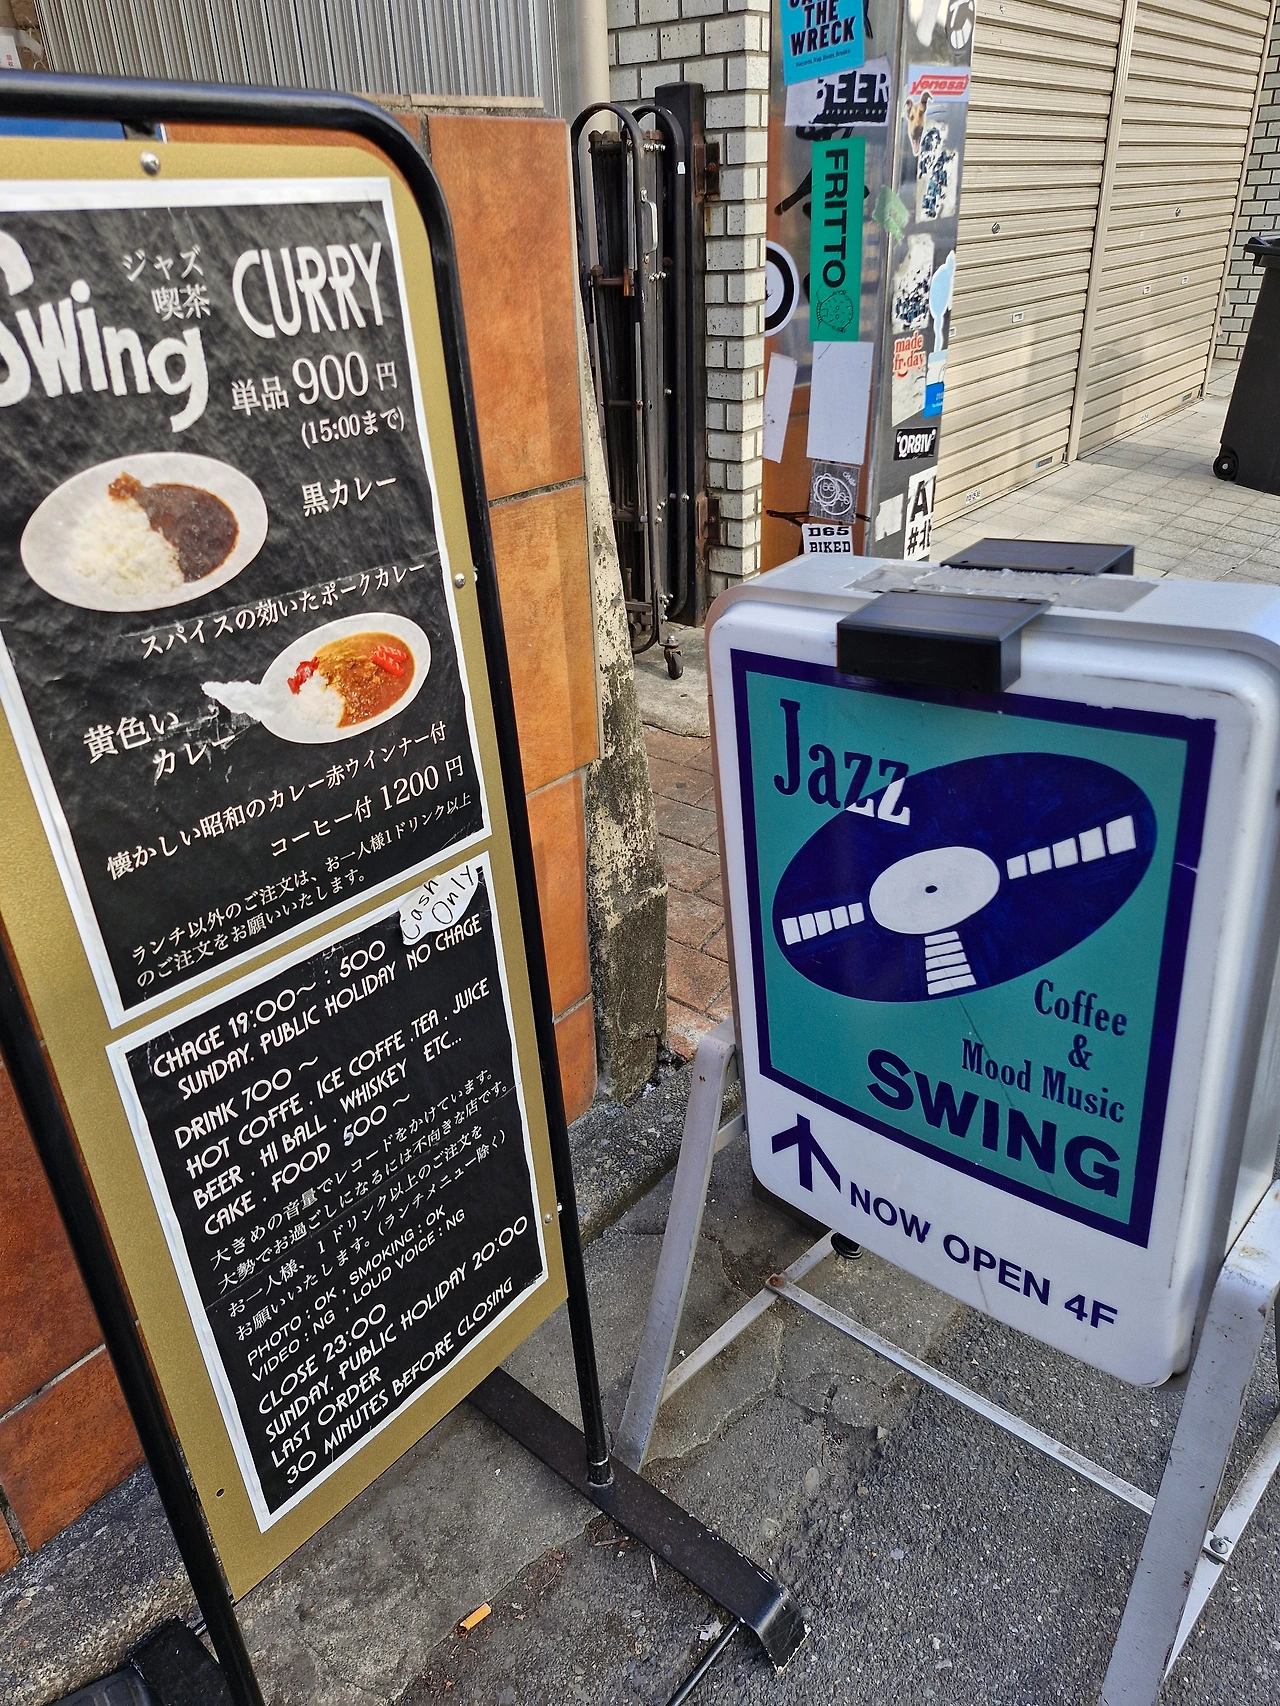 Swing
ジャズ
喫茶
CURRY
単品 900 円
(15:00まで)
黒カレー
スパイスの効いたポークカレー
黄色い
カレー
懐かしい昭和のカレー赤ウインナー付
コーヒー付 1200 円
ランチ以外のご注文は、お一人様1ドリンク以上
のご注文をお願いいたします。
Cash
Only
CHAGE 19:00〜 : 500
SUNDAY. PUBLIC HOLIDAY NO CHAGE
DRINK 700 〜
HOT COFFE . ICE COFFE . TEA . JUICE
BEER . HI BALL . WHISKEY ETC...
CAKE . FOOD 500 〜
大きめの音量でレコードをかけています。
大勢でお過ごしになるには不向きな店です。
お一人様、1ドリンク以上のご注文を
お願いいたします。(ランチメニュー除く)
PHOTO : OK , SMOKING : OK
VIDEO : NG , LOUD VOICE : NG
CLOSE 23:00
SUNDAY. PUBLIC HOLIDAY 20:00
LAST ORDER
30 MINUTES BEFORE CLOSING
THE
WRECK
BEER
FRITTO
made
fr-day
"QR81V"
D65
BIKED
Jazz
Coffee
&
Mood Music
SWING
NOW OPEN 4F